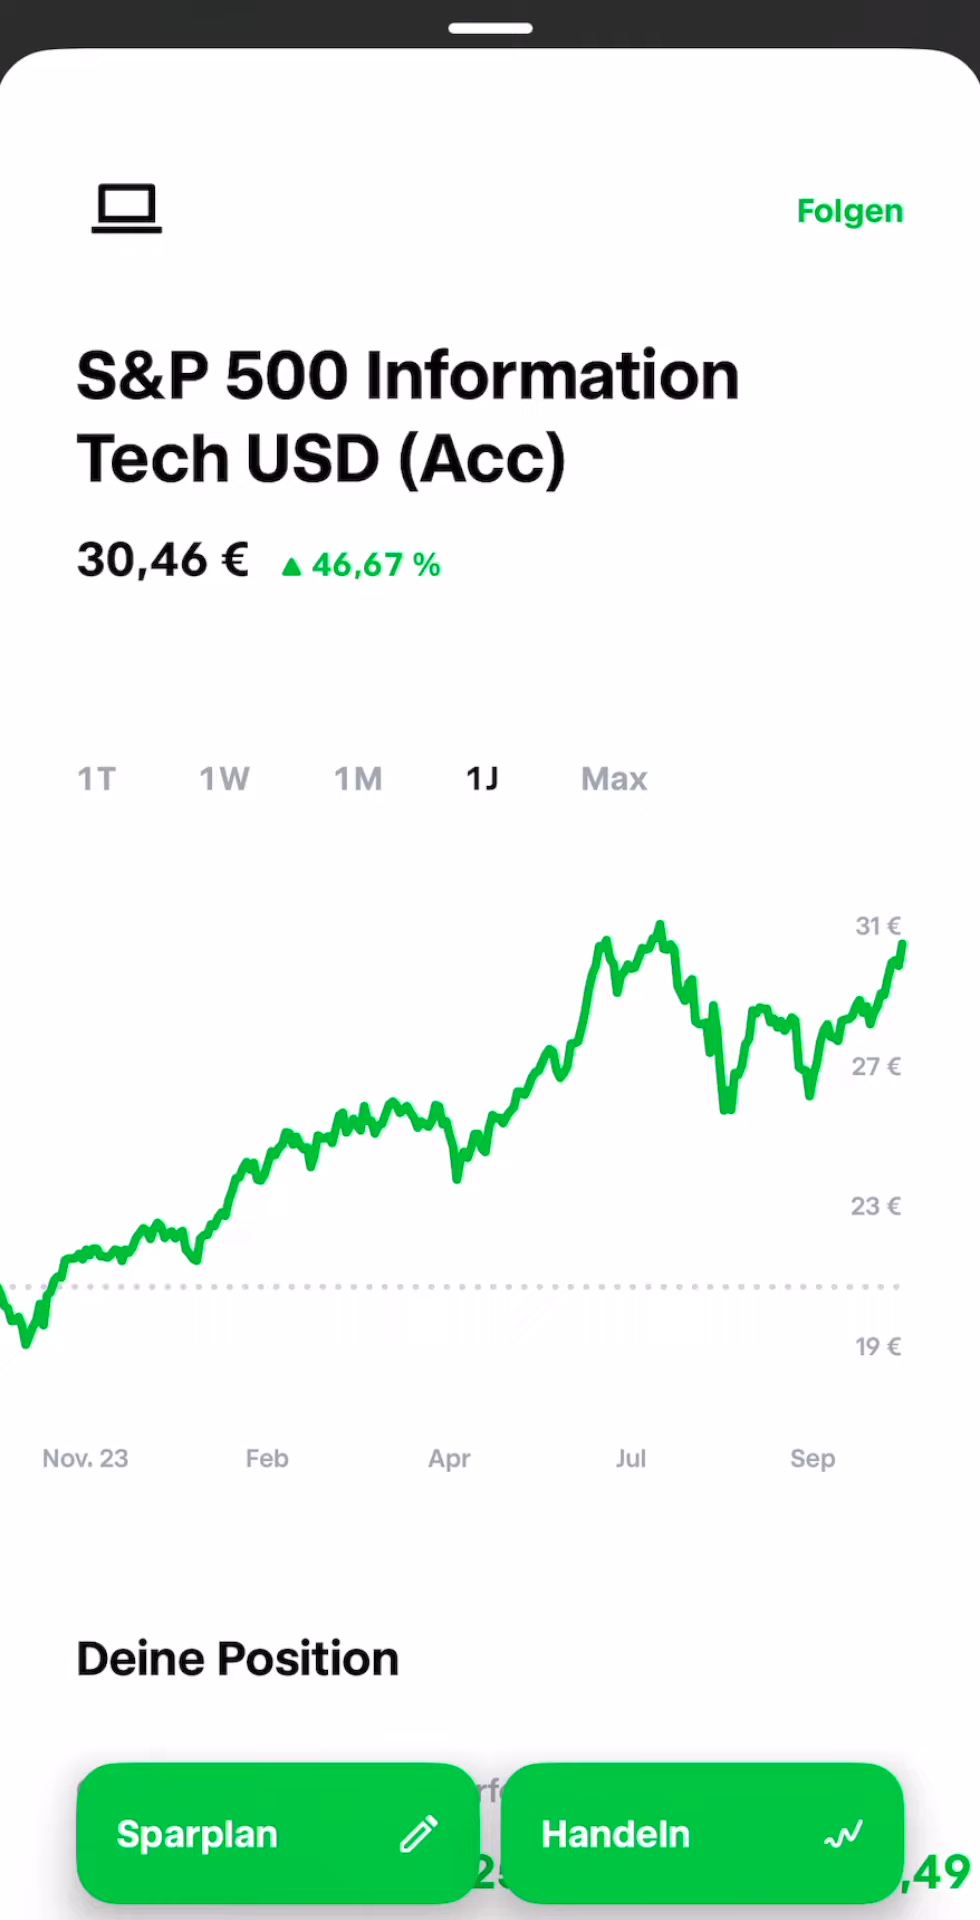 Folgen
S&P 500 Information
Tech USD (Acc)
30,46 € ▲ 46,67 %
1T 1W 1M 1J Max
31 €
27 €
23 €
19 €
Nov. 23 Feb Apr Jul Sep
Deine Position
Sparplan
Handeln
,49